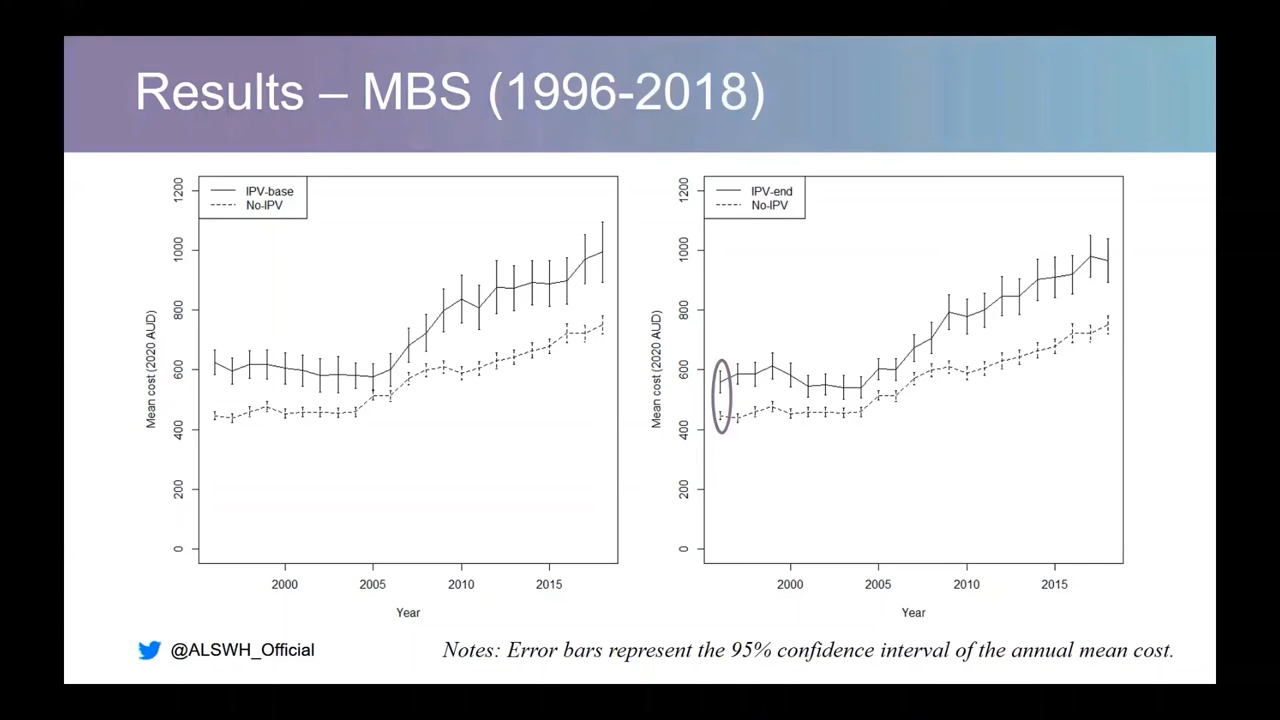 Results – MBS (1996-2018)
IPV-base
No-IPV
1200
1000
800
600
400
200
0
Mean cost (2020 AUD)
2000 2005 2010 2015
Year
IPV-end
No-IPV
1200
1000
800
600
400
200
0
Mean cost (2020 AUD)
2000 2005 2010 2015
Year
@ALSWH_Official
Notes: Error bars represent the 95% confidence interval of the annual mean cost.